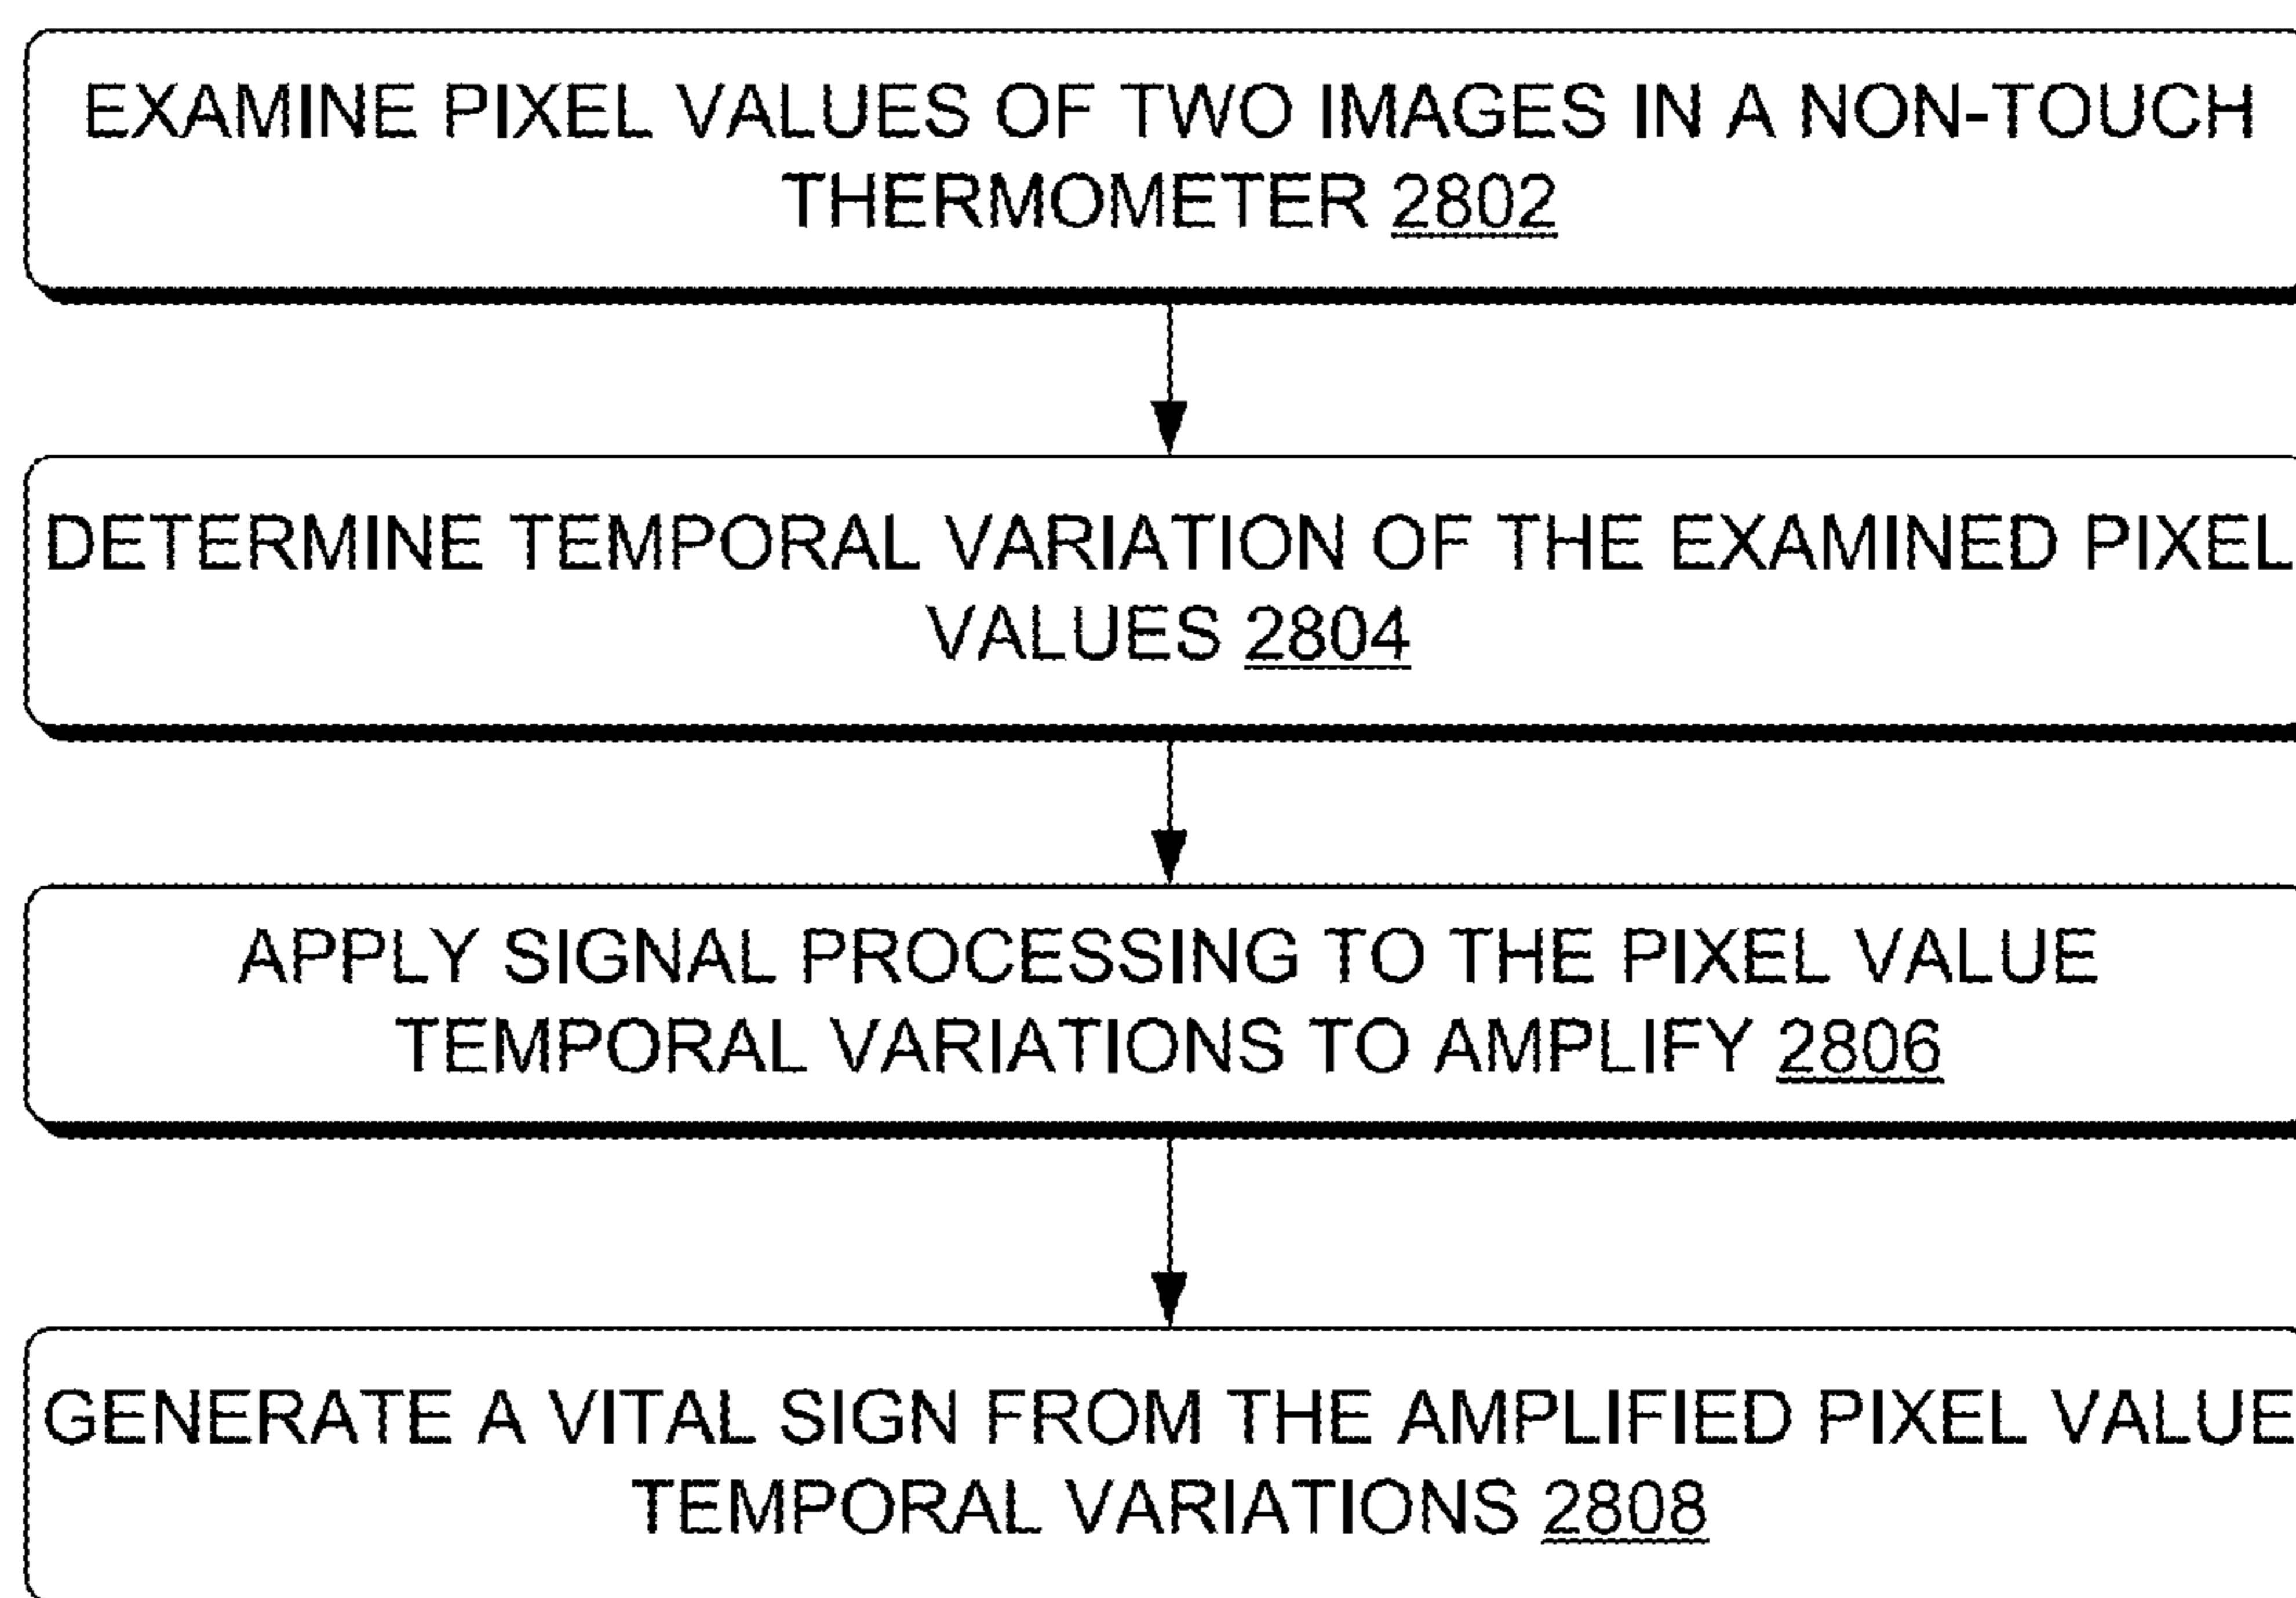 EXAMINE PIXEL VALUES OF TWO IMAGES IN A NON-TOUCH
THERMOMETER 2802
DETERMINE TEMPORAL VARIATION OF THE EXAMINED PIXEL
VALUES 2804
APPLY SIGNAL PROCESSING TO THE PIXEL VALUE
TEMPORAL VARIATIONS TO AMPLIFY 2806
GENERATE A VITAL SIGN FROM THE AMPLIFIED PIXEL VALUE
TEMPORAL VARIATIONS 2808